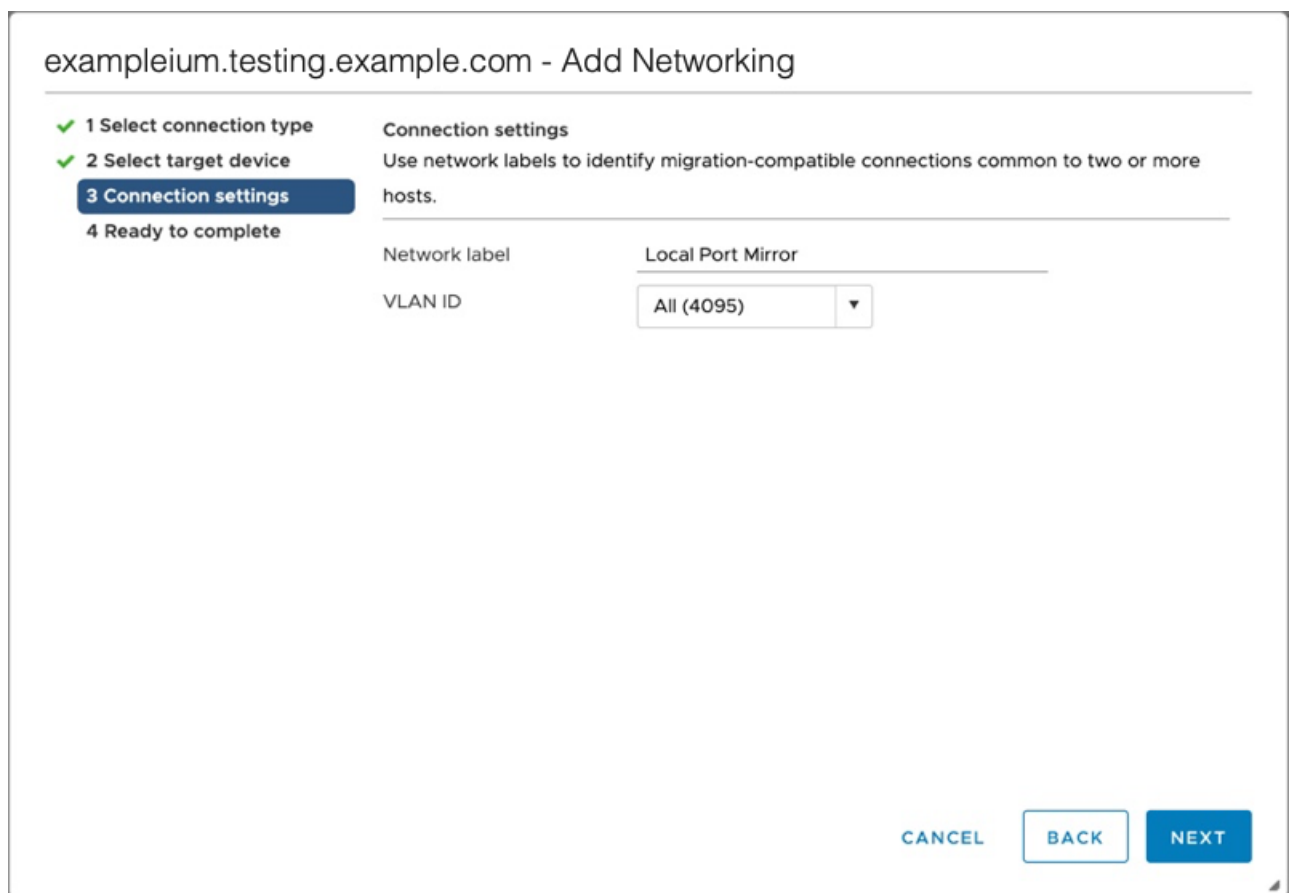 exampleium.testing.example.com - Add Networking
1 Select connection type
2 Select target device
3 Connection settings
4 Ready to complete
Connection settings
Use network labels to identify migration-compatible connections common to two or more
hosts.
Network label
Local Port Mirror
VLAN ID
All (4095)
CANCEL
BACK
NEXT